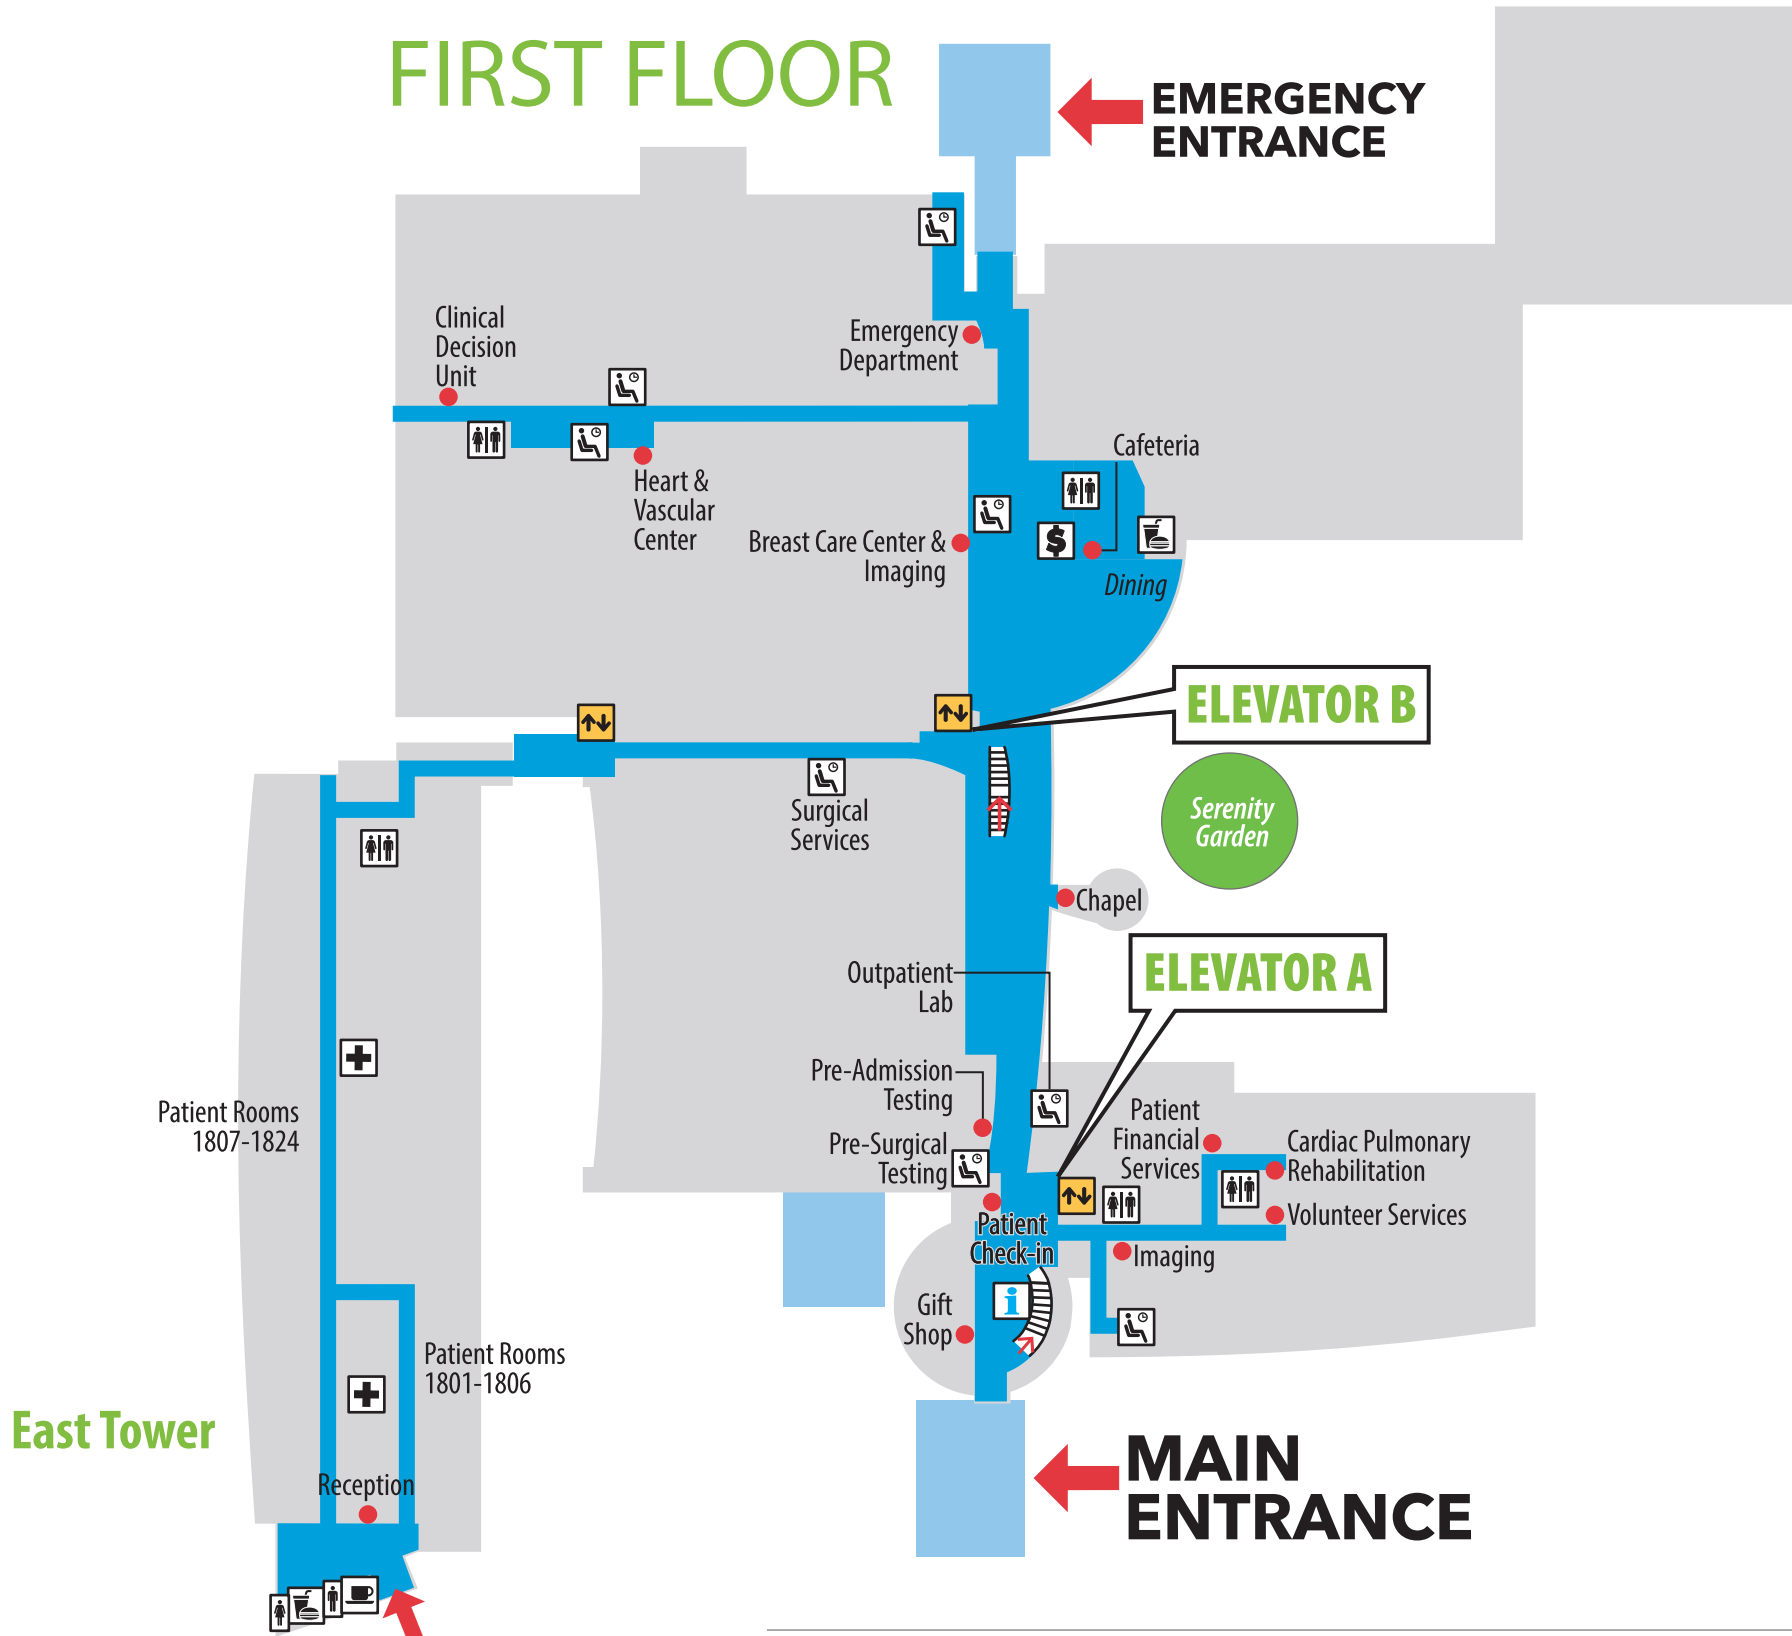 FIRST FLOOR
EMERGENCY
ENTRANCE
Clinical
Decision
Unit
Emergency
Department
Heart &
Vascular
Center
Cafeteria
Breast Care Center &
Imaging
$
Dining
ELEVATOR B
Surgical
Services
Serenity
Garden
Chapel
Outpatient
Lab
ELEVATOR A
Pre-Admission
Testing
Pre-Surgical
Testing
Patient
Financial
Services
Cardiac Pulmonary
Rehabilitation
Volunteer Services
Patient Rooms
1807-1824
Patient
Check-in
Imaging
i
Gift
Shop
Patient Rooms
1801-1806
East Tower
Reception
MAIN
ENTRANCE